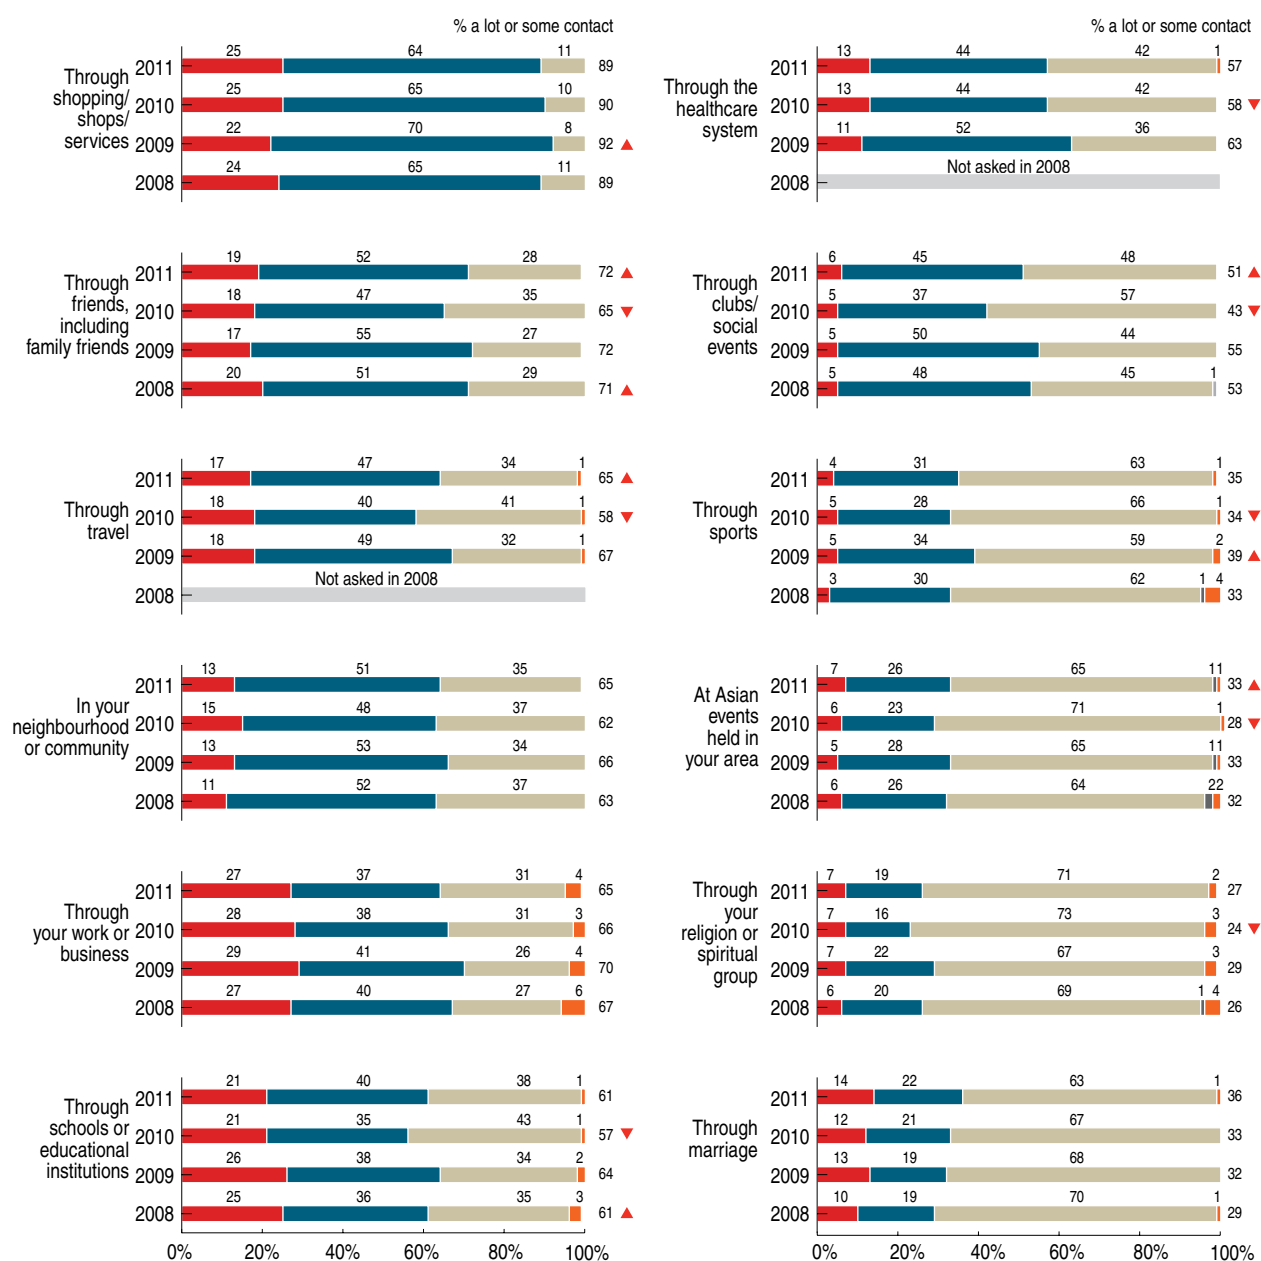 % a lot or some contact
Through
shopping/
shops/
services
25 64 11
2011 89
25 65 10
2010 90
22 70 8
2009 92
24 65 11
2008 89
Through
friends,
including
family friends
19 52 28
2011 72
18 47 35
2010 65
17 55 27
2009 72
20 51 29
2008 71
Through
travel
17 47 34 1
2011 65
18 40 41 1
2010 58
18 49 32 1
2009 67
Not asked in 2008
2008
In your
neighbourhood
or community
13 51 35
2011 65
15 48 37
2010 62
13 53 34
2009 66
11 52 37
2008 63
Through
your work or
business
27 37 31 4
2011 65
28 38 31 3
2010 66
29 41 26 4
2009 70
27 40 27 6
2008 67
Through
schools or
educational
institutions
21 40 38 1
2011 61
21 35 43 1
2010 57
26 38 34 2
2009 64
25 36 35 3
2008 61
0% 20% 40% 60% 80% 100%
% a lot or some contact
Through the
healthcare
system
13 44 42 1
2011 57
13 44 42
2010 58
11 52 36
2009 63
Not asked in 2008
2008
Through
clubs/
social
events
6 45 48
2011 51
5 37 57
2010 43
5 50 44
2009 55
5 48 45 1
2008 53
Through
sports
4 31 63 1
2011 35
5 28 66 1
2010 34
5 34 59 2
2009 39
3 30 62 1 4
2008 33
At Asian
events
held in
your area
7 26 65 11
2011 33
6 23 71 1
2010 28
5 28 65 11
2009 33
6 26 64 22
2008 32
Through
your
religion or
spiritual
group
7 19 71 2
2011 27
7 16 73 3
2010 24
7 22 67 3
2009 29
6 20 69 1 4
2008 26
Through
marriage
14 22 63 1
2011 36
12 21 67
2010 33
13 19 68
2009 32
10 19 70 1
2008 29
0% 20% 40% 60% 80% 100%